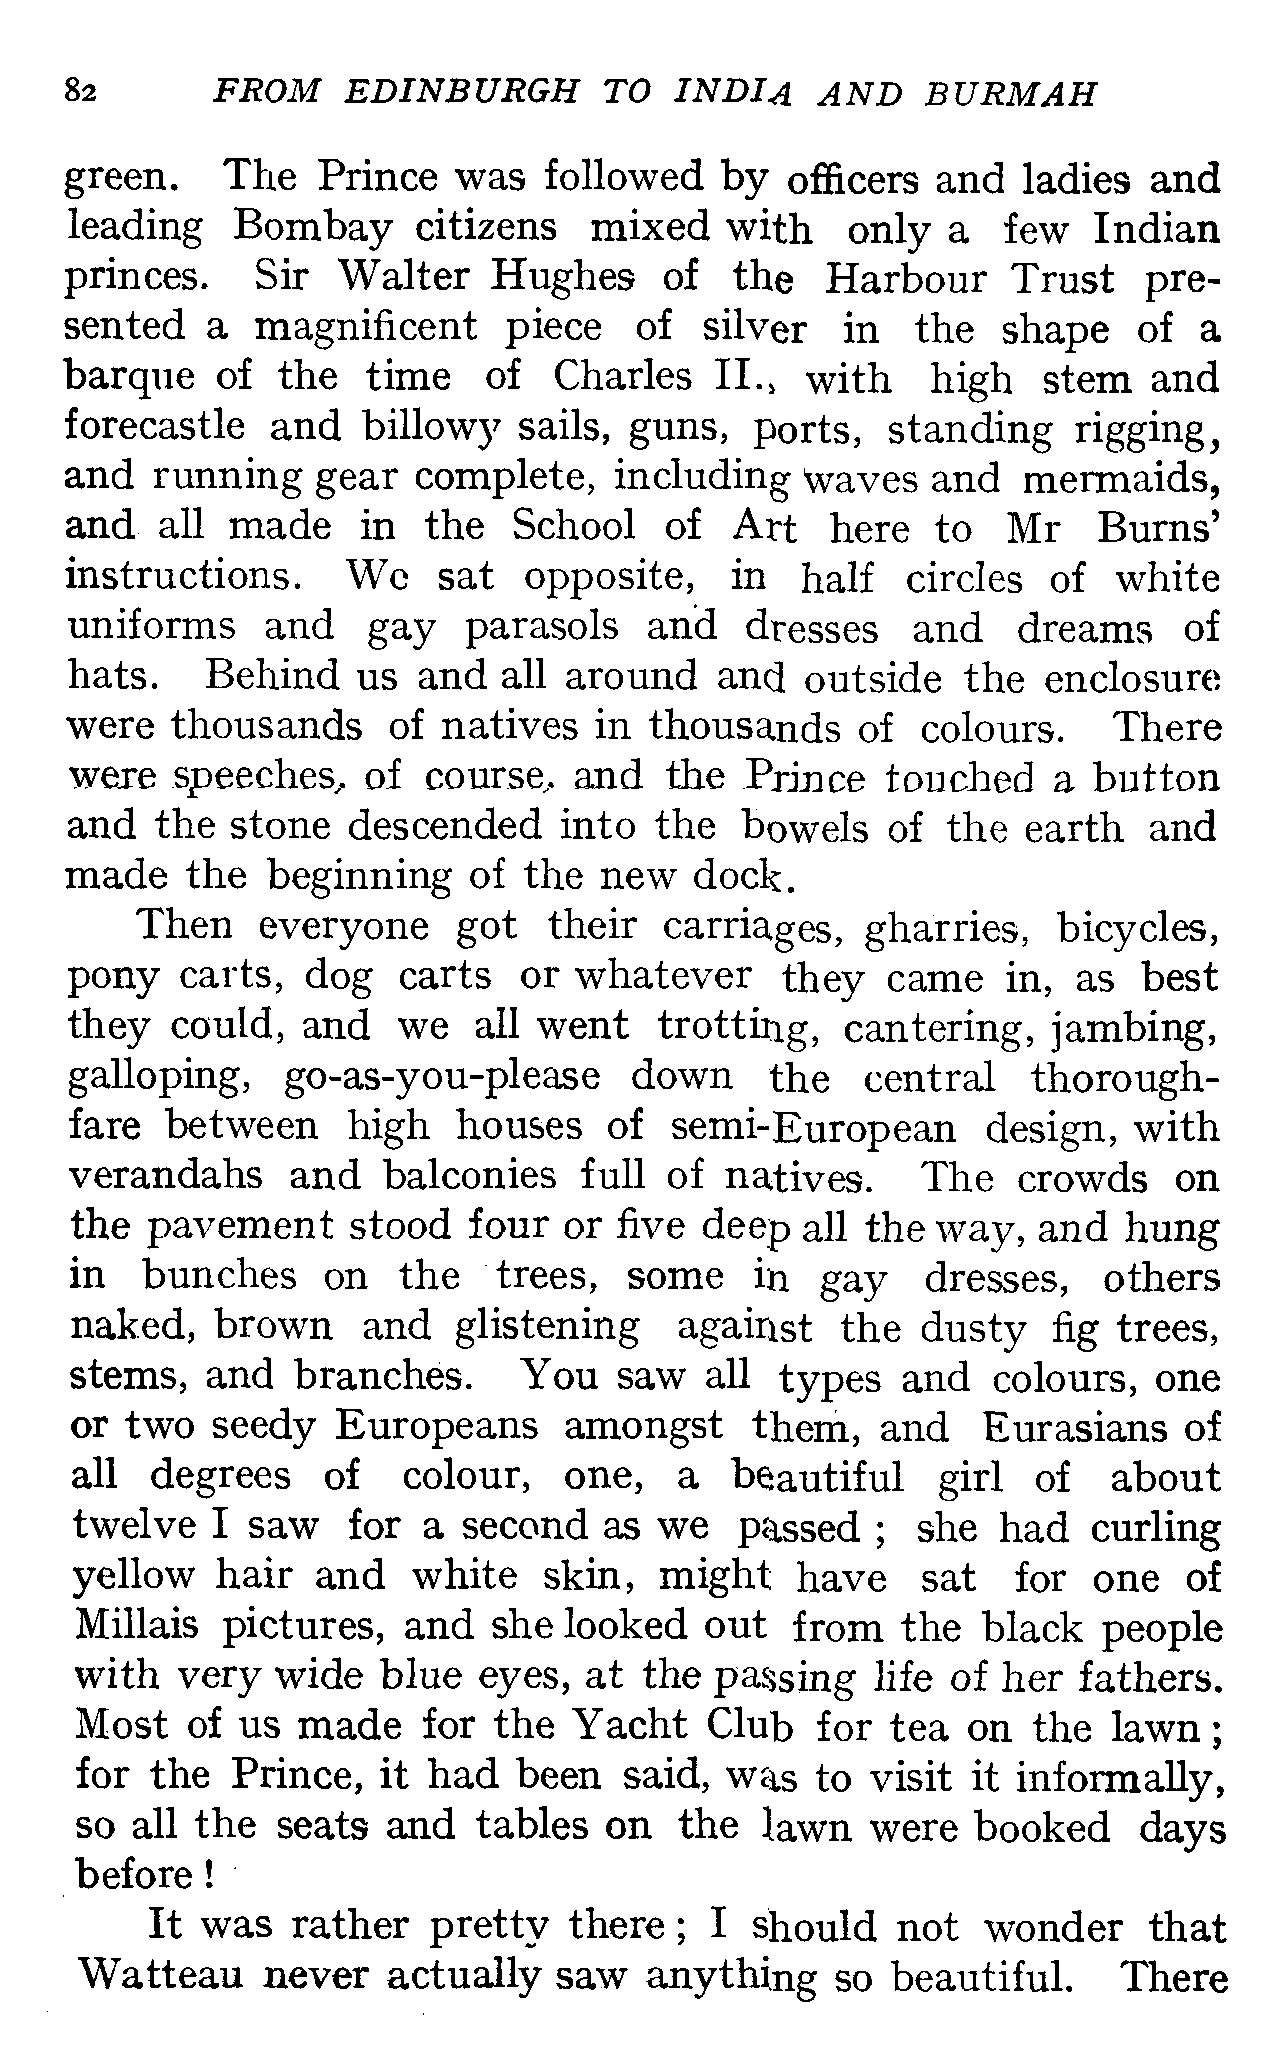 82 FROM EDINBURGH TO INDIA AND BURMAH
green. The Prince was followed by officers and ladies and
leading Bombay citizens mixed with only a few Indian
princes. Sir Walter Hughes of the Harbour Trust pre-
sented a magnificent piece of silver in the shape of a
barque of the time of Charles II., with high stem and
forecastle and billowy sails, guns, ports, standing rigging,
and running gear complete, including waves and mermaids,
and all made in the School of Art here to Mr Burns'
instructions. We sat opposite, in half circles of white
uniforms and gay parasols and dresses and dreams of
hats. Behind us and all around and outside the enclosure
were thousands of natives in thousands of colours. There
were speeches, of course, and the Prince touched a button
and the stone descended into the bowels of the earth and
made the beginning of the new dock.
Then everyone got their carriages, gharries, bicycles,
pony carts, dog carts or whatever they came in, as best
they could, and we all went trotting, cantering, jambing,
galloping, go-as-you-please down the central thorough-
fare between high houses of semi-European design, with
verandahs and balconies full of natives. The crowds on
the pavement stood four or five deep all the way, and hung
in bunches on the trees, some in gay dresses, others
naked, brown and glistening against the dusty fig trees,
stems, and branches. You saw all types and colours, one
or two seedy Europeans amongst them, and Eurasians of
all degrees of colour, one, a beautiful girl of about
twelve I saw for a second as we passed ; she had curling
yellow hair and white skin, might have sat for one of
Millais pictures, and she looked out from the black people
with very wide blue eyes, at the passing life of her fathers.
Most of us made for the Yacht Club for tea on the lawn ;
for the Prince, it had been said, was to visit it informally,
so all the seats and tables on the lawn were booked days
before !
It was rather pretty there ; I should not wonder that
Watteau never actually saw anything so beautiful. There